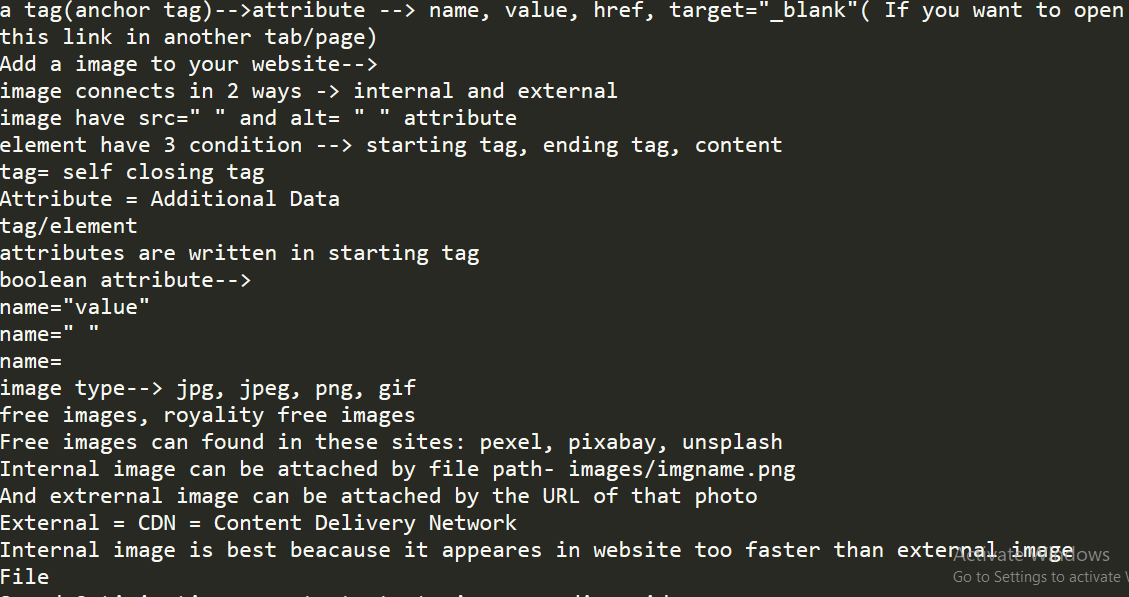 a tag(anchor tag)-->attribute --> name, value, href, target="_blank"( If you want to open
this link in another tab/page)
Add a image to your website-->
image connects in 2 ways -> internal and external
image have src=" " and alt= " " attribute
element have 3 condition --> starting tag, ending tag, content
tag= self closing tag
Attribute = Additional Data
tag/element
attributes are written in starting tag
boolean attribute-->
name="value"
name=" "
name=
image type--> jpg, jpeg, png, gif
free images, royality free images
Free images can found in these sites: pexel, pixabay, unsplash
Internal image can be attached by file path- images/imgname.png
And extrernal image can be attached by the URL of that photo
External = CDN = Content Delivery Network
Internal image is best beacause it appeares in website too faster than external image
Activate Windows
File
Go to Settings to activate